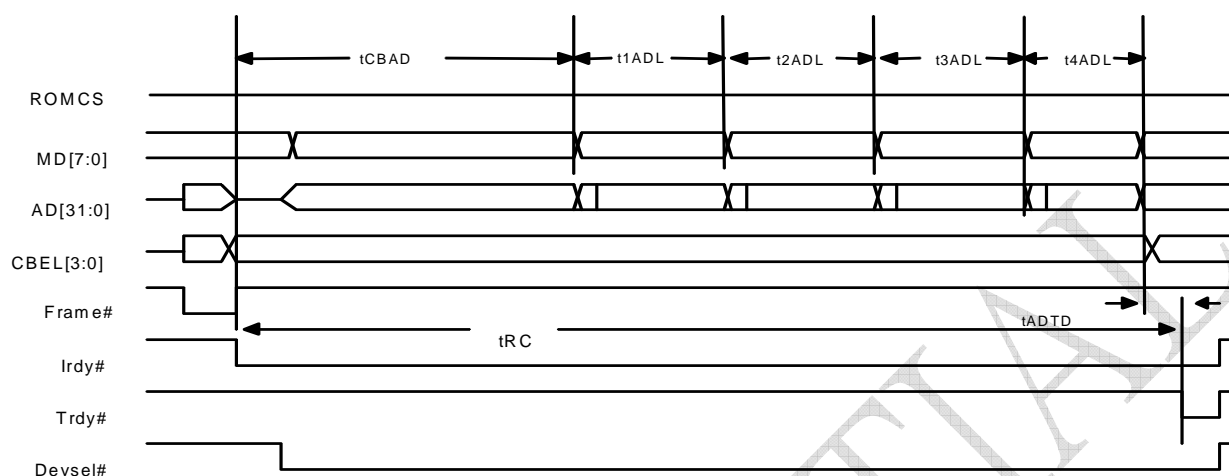 tCBAD t1ADL t2ADL t3ADL t4ADL
ROMCS
MD[7:0]
AD[31:0]
CBEL[3:0]
Frame#
tRC tADTD
Irdy#
Trdy#
Devsel#